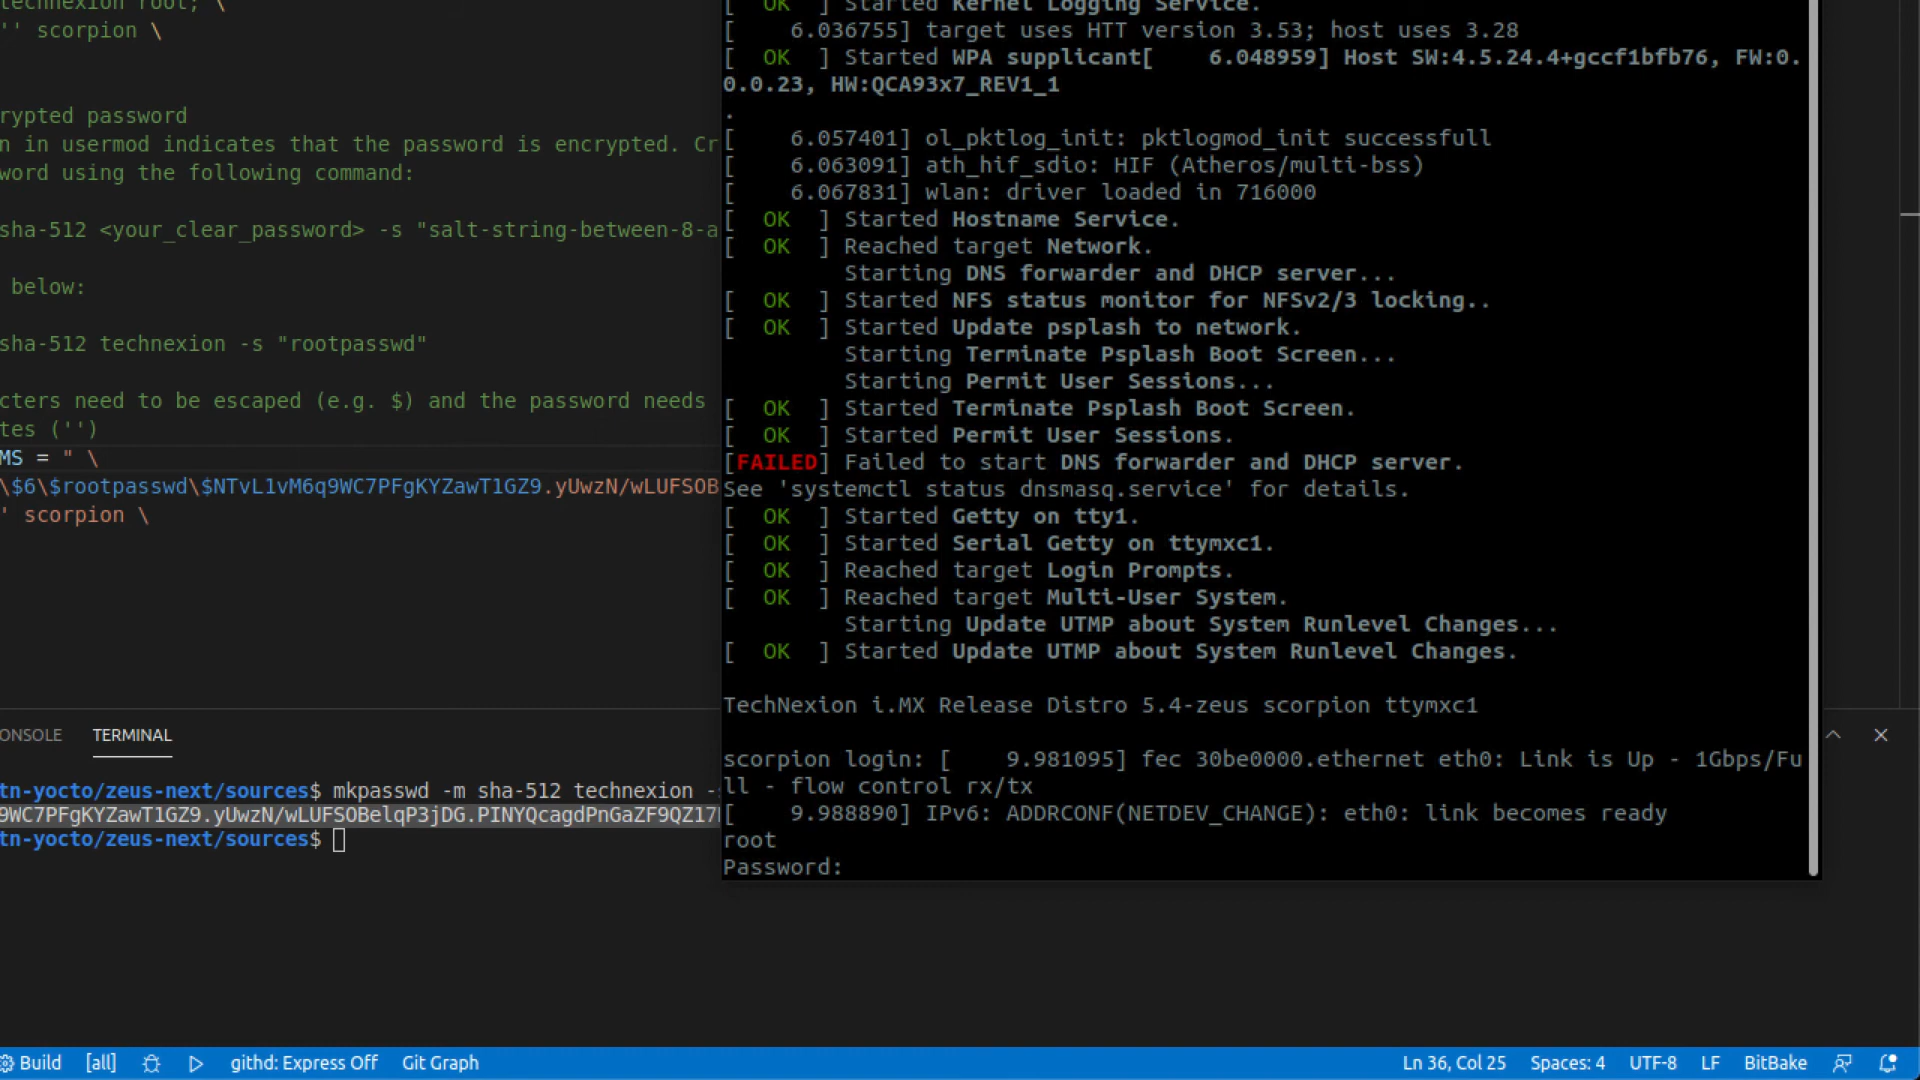 technexion root; \
'' scorpion \
rypted password
n in usermod indicates that the password is encrypted. Cr
word using the following command:
sha-512 <your_clear_password> -s "salt-string-between-8-a
below:
sha-512 technexion -s "rootpasswd"
cters need to be escaped (e.g. $) and the password needs
tes ('')
MS = " \
\$6\$rootpasswd\$NTvL1vM6q9WC7PFgKYZawT1GZ9.yUwzN/wLUFSOB
' scorpion \
ONSOLE TERMINAL
tn-yocto/zeus-next/sources$ mkpasswd -m sha-512 technexion -s
9WC7PFgKYZawT1GZ9.yUwzN/wLUFSOBelqP3jDG.PINYQcagdPnGaZF9QZ17
tn-yocto/zeus-next/sources$
[  OK  ] Started Kernel Logging Service.
[    6.036755] target uses HTT version 3.53; host uses 3.28
[  OK  ] Started WPA supplicant[    6.048959] Host SW:4.5.24.4+gccf1bfb76, FW:0.
0.0.23, HW:QCA93x7_REV1_1
.
[    6.057401] ol_pktlog_init: pktlogmod_init successfull
[    6.063091] ath_hif_sdio: HIF (Atheros/multi-bss)
[    6.067831] wlan: driver loaded in 716000
[  OK  ] Started Hostname Service.
[  OK  ] Reached target Network.
Starting DNS forwarder and DHCP server...
[  OK  ] Started NFS status monitor for NFSv2/3 locking..
[  OK  ] Started Update psplash to network.
Starting Terminate Psplash Boot Screen...
Starting Permit User Sessions...
[  OK  ] Started Terminate Psplash Boot Screen.
[  OK  ] Started Permit User Sessions.
[FAILED] Failed to start DNS forwarder and DHCP server.
See 'systemctl status dnsmasq.service' for details.
[  OK  ] Started Getty on tty1.
[  OK  ] Started Serial Getty on ttymxc1.
[  OK  ] Reached target Login Prompts.
[  OK  ] Reached target Multi-User System.
Starting Update UTMP about System Runlevel Changes...
[  OK  ] Started Update UTMP about System Runlevel Changes.
TechNexion i.MX Release Distro 5.4-zeus scorpion ttymxc1
scorpion login: [    9.981095] fec 30be0000.ethernet eth0: Link is Up - 1Gbps/Fu
ll - flow control rx/tx
[    9.988890] IPv6: ADDRCONF(NETDEV_CHANGE): eth0: link becomes ready
root
Password:
Build [all] githd: Express Off Git Graph Ln 36, Col 25 Spaces: 4 UTF-8 LF BitBake